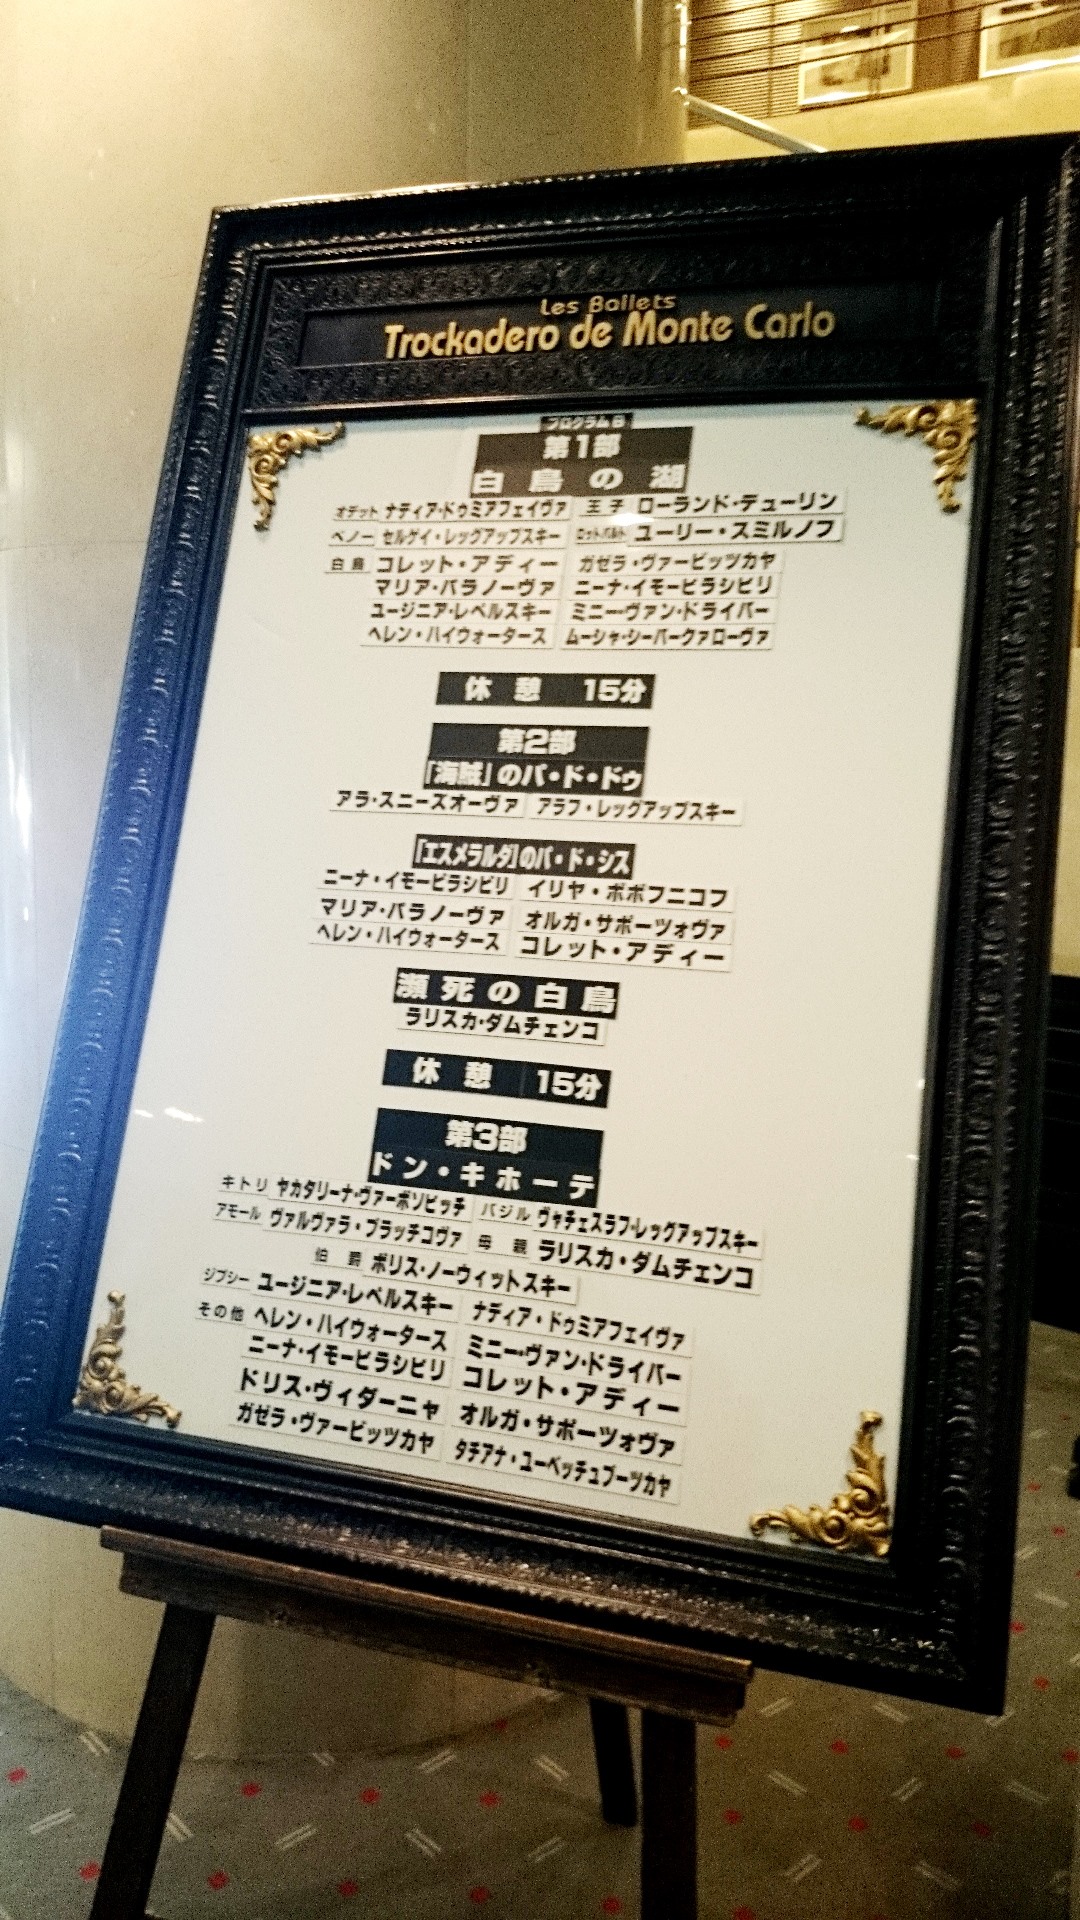 Les Ballets
Trockadero de Monte Carlo
プログラムB
第1部
白鳥の湖
オデット ナディア・ドゥミアフェイヴァ 王子 ローランド・デューリン
ベノー セルゲイ・レッグアップスキー ロットバルト ユーリー・スミルノフ
白鳥 コレット・アディー ガゼラ・ヴァービッツカヤ
マリア・パラノーヴァ ニーナ・イモービラシビリ
ユージニア・レペルスキー ミニー・ヴァン・ドライバー
ヘレン・ハイウォータース ムーシャ・シーバークァローヴァ
休憩 15分
第2部
「海賊」のパ・ド・ドゥ
アラ・スニーズオーヴァ アラフ・レッグアップスキー
「エスメラルダ」のパ・ド・シス
ニーナ・イモービラシビリ イリヤ・ボボフニコフ
マリア・パラノーヴァ オルガ・サポーツォヴァ
ヘレン・ハイウォータース コレット・アディー
瀕死の白鳥
ラリスカ・ダムチェンコ
休憩 15分
第3部
ドン・キホーテ
キトリ ヤカタリーナ・ヴァーボソビッチ バジル ヴャチェスラフ・レッグアップスキー
アモール ヴァルヴァラ・ブラッチコヴァ 母親 ラリスカ・ダムチェンコ
伯爵 ボリス・ノーウィットスキー
ジプシー ユージニア・レペルスキー ナディア・ドゥミアフェイヴァ
その他 ヘレン・ハイウォータース ミニー・ヴァン・ドライバー
ニーナ・イモービラシビリ コレット・アディー
ドリス・ヴィダーニャ オルガ・サポーツォヴァ
ガゼラ・ヴァービッツカヤ タチアナ・ユーベッチュブーツカヤ